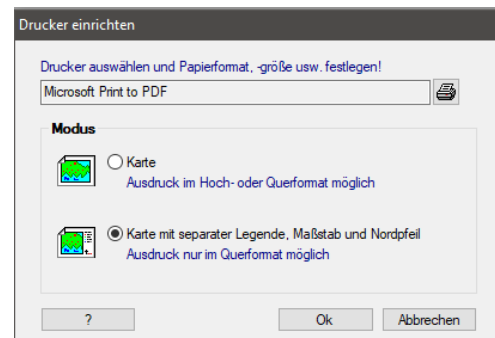 Drucker einrichten
Drucker auswählen und Papierformat, -größe usw. festlegen!
Microsoft Print to PDF
Modus
Karte
Ausdruck im Hoch- oder Querformat möglich
Karte mit separater Legende, Maßstab und Nordpfeil
Ausdruck nur im Querformat möglich
? Ok Abbrechen